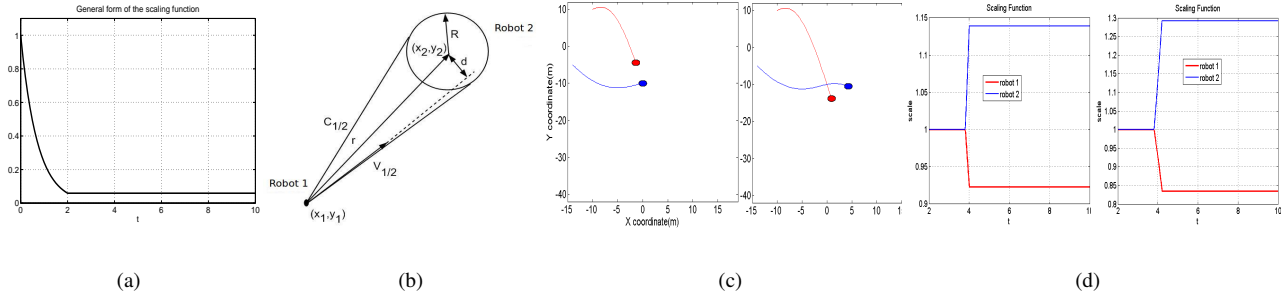 General form of the scaling function
1
0.8
0.6
0.4
0.2
0
0 2 4 6 8 10
t
(a)
Robot 2
R
(x2,y2)
d
C1/2
r
V1/2
Robot 1
(x1,y1)
(b)
Y coordinate(m)
10
0
-10
-20
-30
-40
-15 -10 -5 0 5 10 15
X coordinate(m)
10
0
-10
-20
-30
-40
-15 -10 -5 0 5 10 15
(c)
Scaling Function
scale
1.15
1.1
1.05
1
0.95
0.9
robot 1
robot 2
2 4 6 8 10
t
Scaling Function
scale
1.3
1.25
1.2
1.15
1.1
1.05
1
0.95
0.9
0.85
0.8
robot 1
robot 2
2 4 6 8 10
t
(d)